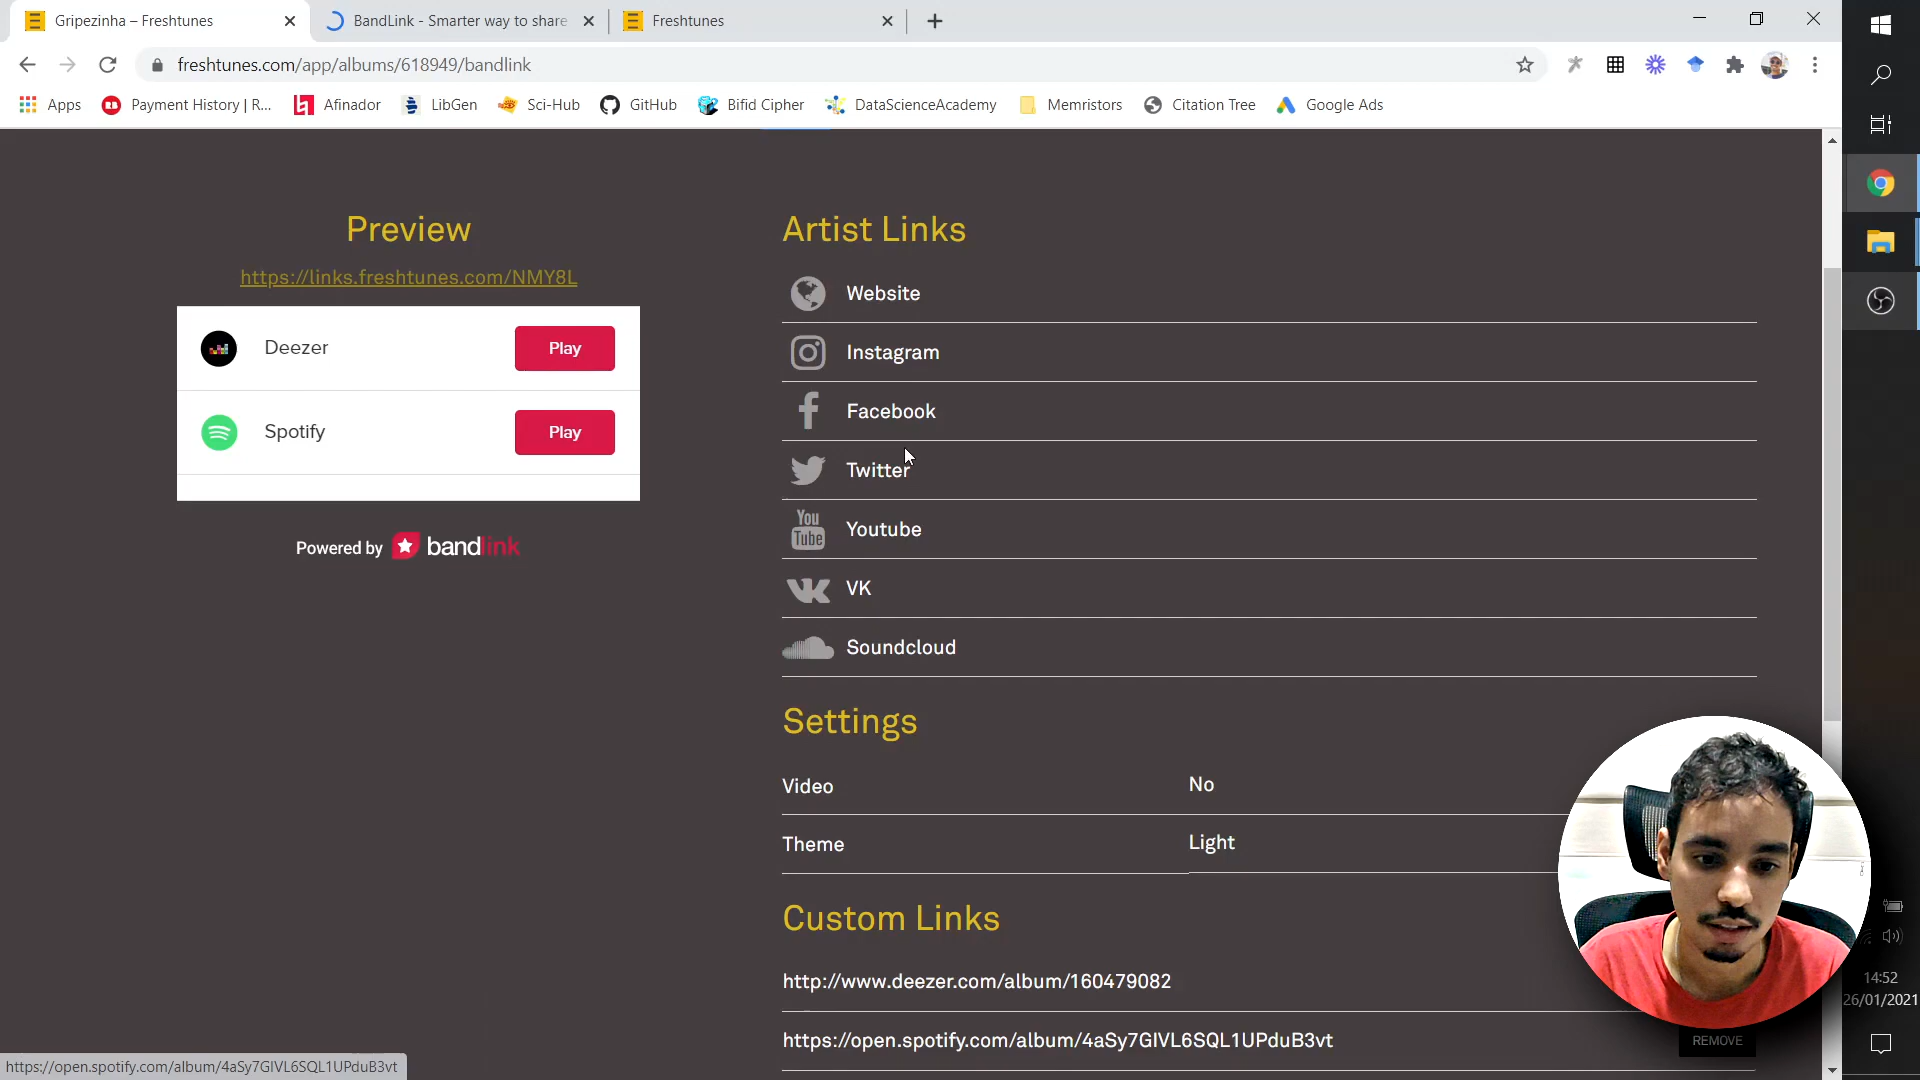 Gripezinha – Freshtunes
BandLink - Smarter way to share
Freshtunes
freshtunes.com/app/albums/618949/bandlink
Apps
Payment History | R...
Afinador
LibGen
Sci-Hub
GitHub
Bifid Cipher
DataScienceAcademy
Memristors
Citation Tree
Google Ads
Preview
https://links.freshtunes.com/NMY8L
Deezer
Play
Spotify
Play
Powered by bandlink
Artist Links
Website
Instagram
Facebook
Twitter
You Tube
Youtube
VK
Soundcloud
Settings
Video
No
Theme
Light
Custom Links
http://www.deezer.com/album/160479082
https://open.spotify.com/album/4aSy7GIVL6SQL1UPduB3vt
REMOVE
https://open.spotify.com/album/4aSy7GIVL6SQL1UPduB3vt
14:52
26/01/2021